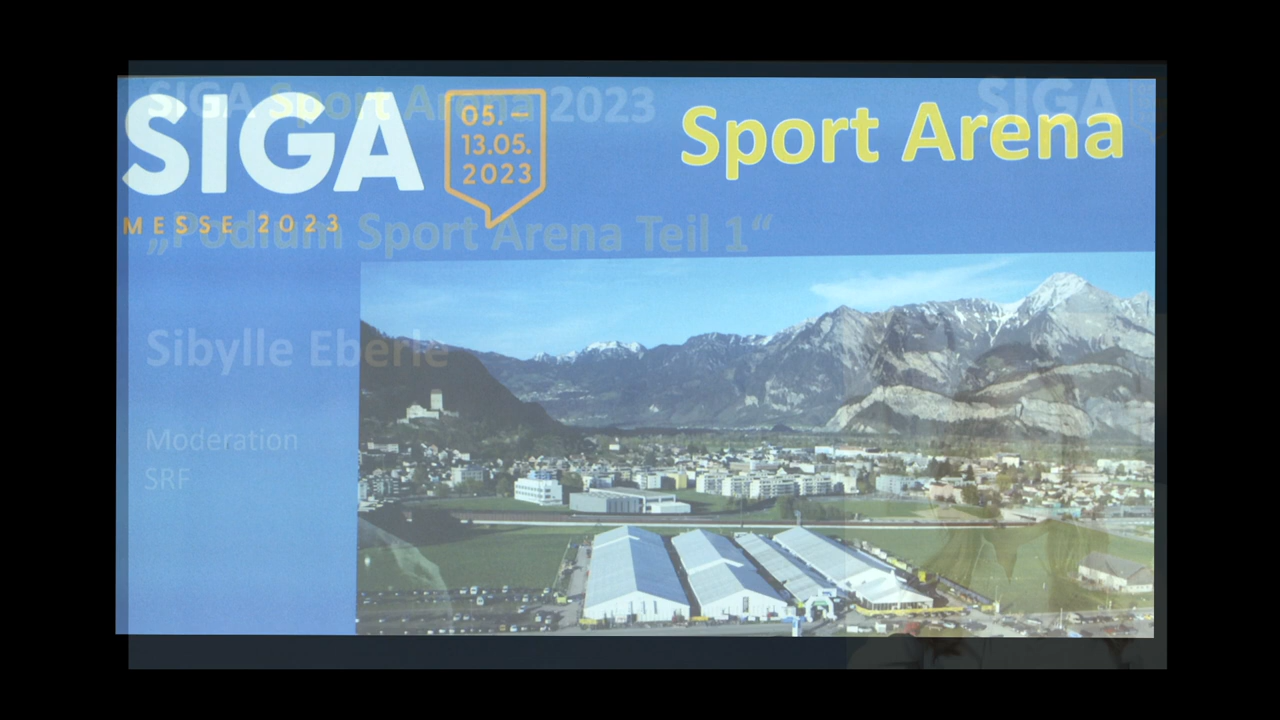 SIGA
MESSE 2023
05.–
13.05.
2023
Sport Arena
SIGA Sport Arena 2023
SIGA
„Podium Sport Arena Teil 1“
Sibylle Eberle
Moderation
SRF